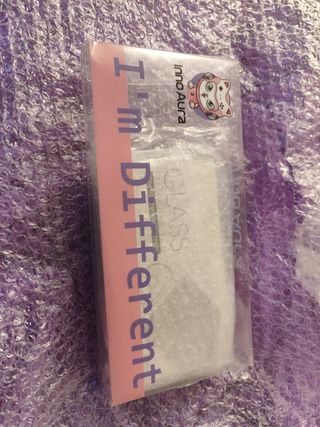 InnoAura
I'm Different
GLASS